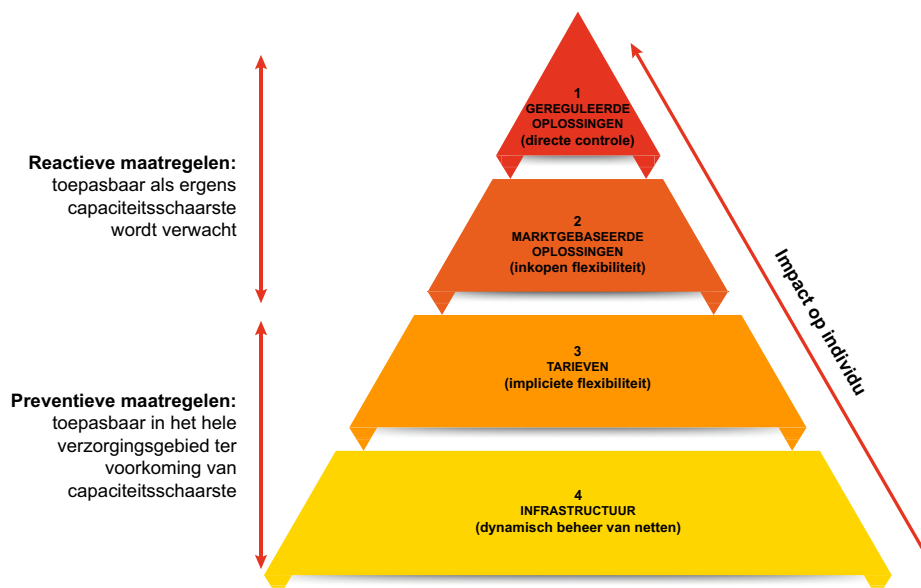 1
GEREGULEERDE
OPLOSSINGEN
(directe controle)
Reactieve maatregelen:
toepasbaar als ergens
capaciteitsschaarste
wordt verwacht
2
MARKTGEBASEERDE
OPLOSSINGEN
(inkopen flexibiliteit)
Impact op individu
3
TARIEVEN
(impliciete flexibiliteit)
Preventieve maatregelen:
toepasbaar in het hele
verzorgingsgebied ter
voorkoming van
capaciteitsschaarste
4
INFRASTRUCTUUR
(dynamisch beheer van netten)